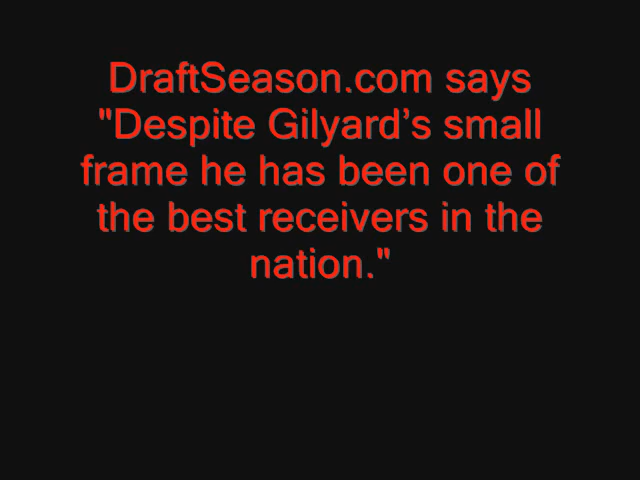 DraftSeason.com says
"Despite Gilyard’s small
frame he has been one of
the best receivers in the
nation."